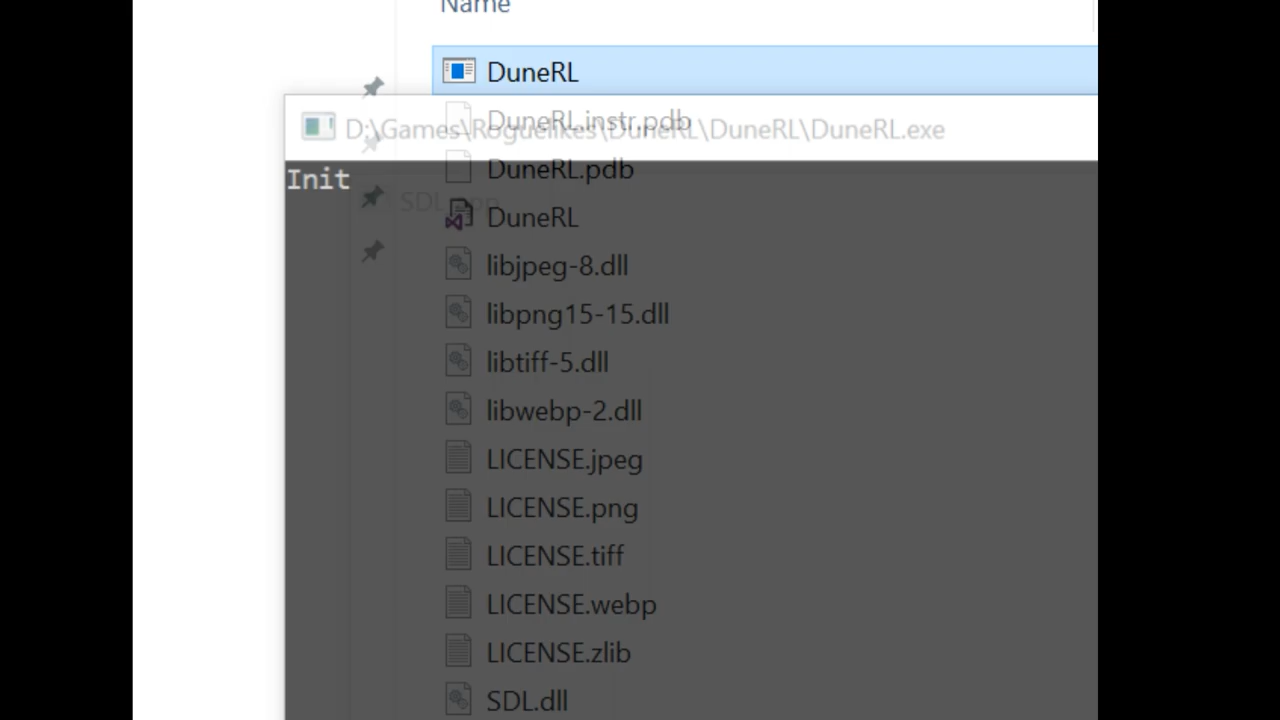 Name
DuneRL
DuneRL.instr.pdb
D:\Games\Roguelikes\DuneRL\DuneRL\DuneRL.exe
DuneRL.pdb
Init
SDL_app
DuneRL
libjpeg-8.dll
libpng15-15.dll
libtiff-5.dll
libwebp-2.dll
LICENSE.jpeg
LICENSE.png
LICENSE.tiff
LICENSE.webp
LICENSE.zlib
SDL.dll